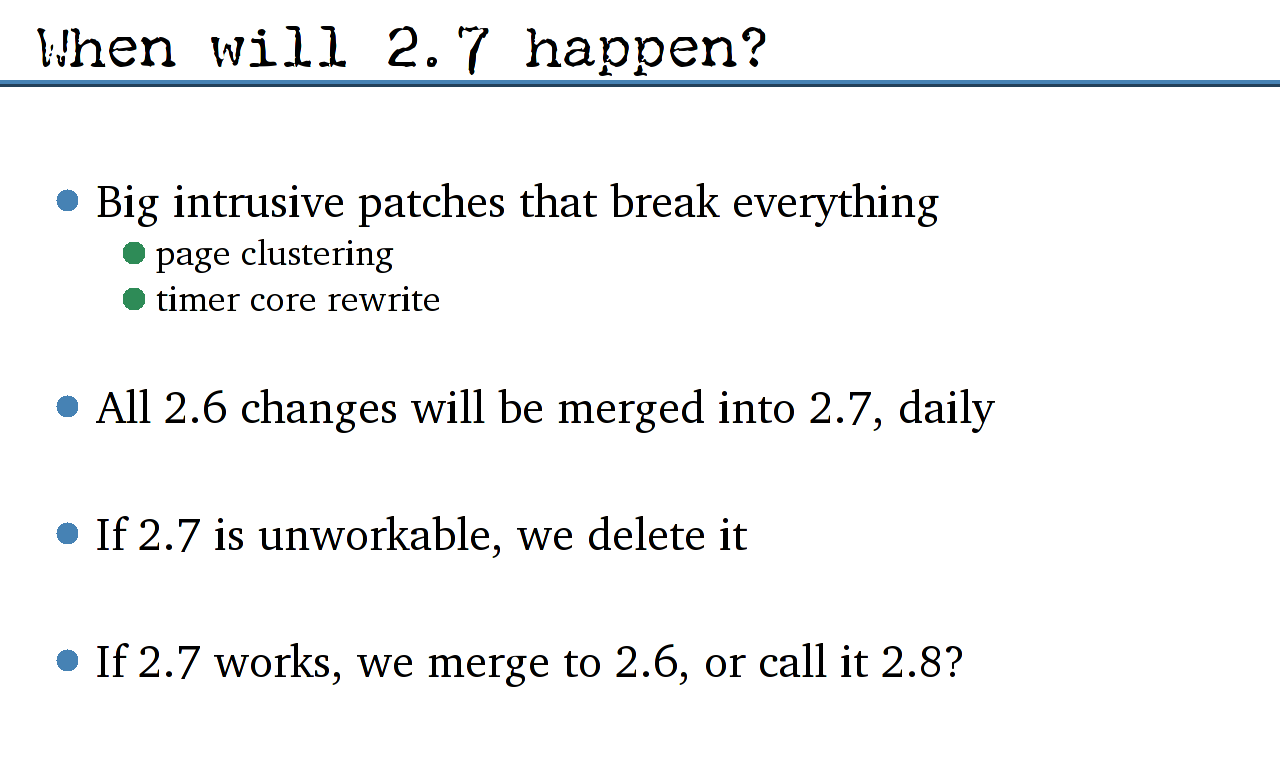 When will 2.7 happen?
Big intrusive patches that break everything
page clustering
timer core rewrite
All 2.6 changes will be merged into 2.7, daily
If 2.7 is unworkable, we delete it
If 2.7 works, we merge to 2.6, or call it 2.8?